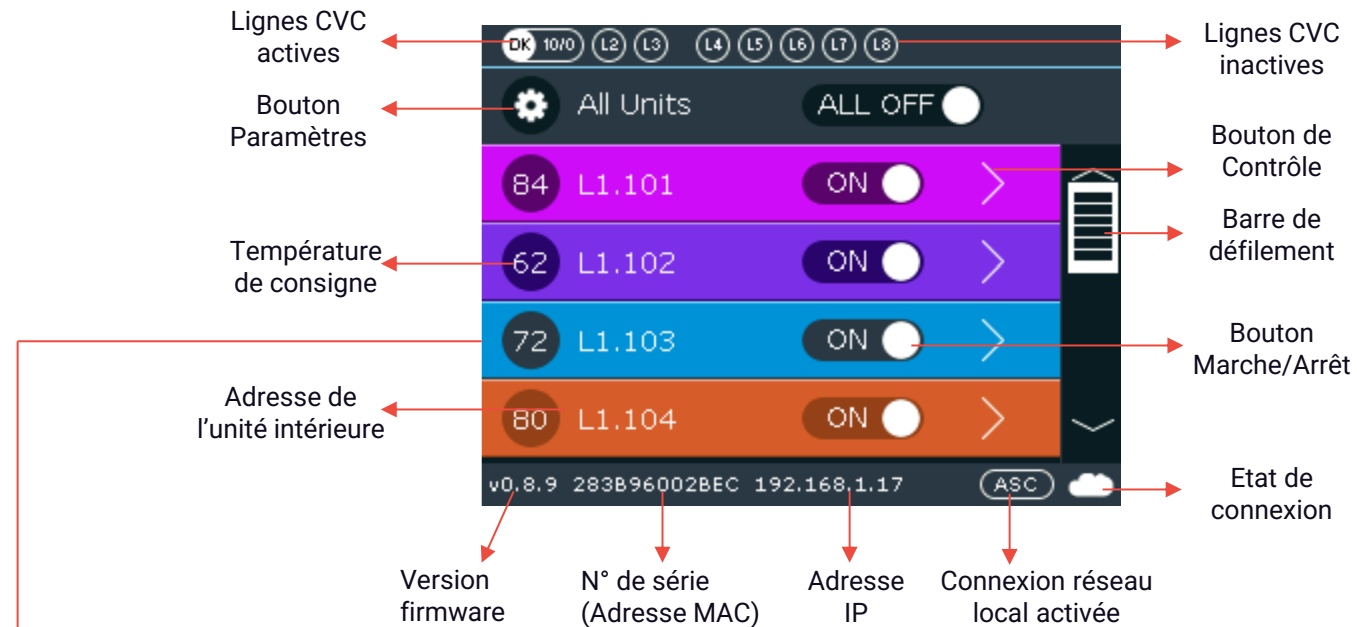 Lignes CVC
actives
Lignes CVC
inactives
DK 10/0 L2 L3 L4 L5 L6 L7 L8
Bouton
Paramètres
All Units ALL OFF
Bouton de
Contrôle
84 L1.101 ON
Barre de
défilement
Température
de consigne
62 L1.102 ON
72 L1.103 ON
Bouton
Marche/Arrêt
Adresse de
l'unité intérieure
80 L1.104 ON
v0.8.9 283B96002BEC 192.168.1.17 ASC
Etat de
connexion
Version
firmware
N° de série
(Adresse MAC)
Adresse
IP
Connexion réseau
local activée